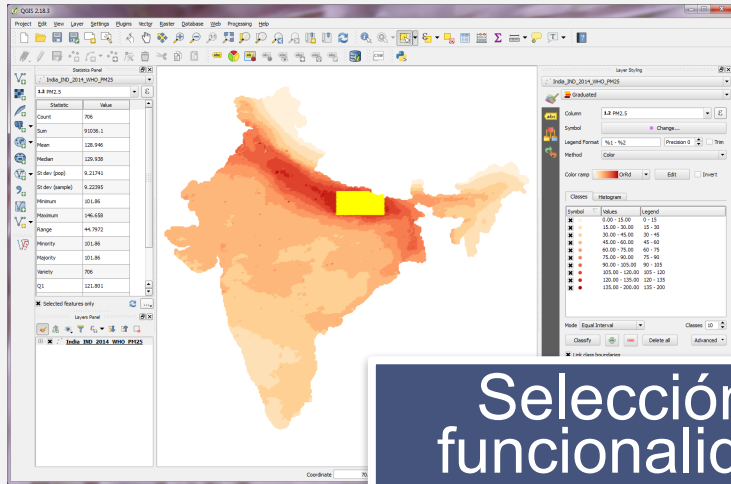 QGIS 2.18.3
Project Edit View Layer Settings Plugins Vector Raster Database Web Processing Help
CSW
Statistics Panel
India_IND_2014_WHO_PM25
1.2 PM2.5
ε
Statistic Value
Count 706
Sum 91036.1
Mean 128.946
Median 129.938
St dev (pop) 9.21741
St dev (sample) 9.22395
Minimum 101.86
Maximum 146.658
Range 44.7972
Minority 101.86
Majority 101.86
Variety 706
Q1 121.801
Selected features only
...
Layers Panel
India_IND_2014_WHO_PM25
Coordinate 70.
Layer Styling
India_IND_2014_WHO_PM25
Graduated
abc
Column 1.2 PM2.5 ε
Symbol Change...
Legend Format %1 - %2 Precision 0 Trim
Method Color
Color ramp OrRd Edit Invert
Classes Histogram
Symbol Values Legend
0.00 - 15.00 0 - 15
15.00 - 30.00 15 - 30
30.00 - 45.00 30 - 45
45.00 - 60.00 45 - 60
60.00 - 75.00 60 - 75
75.00 - 90.00 75 - 90
90.00 - 105.00 90 - 105
105.00 - 120.00 105 - 120
120.00 - 135.00 120 - 135
135.00 - 200.00 135 - 200
Mode Equal Interval Classes 10
Classify Delete all Advanced
Link class boundaries
Selección
funcionalid